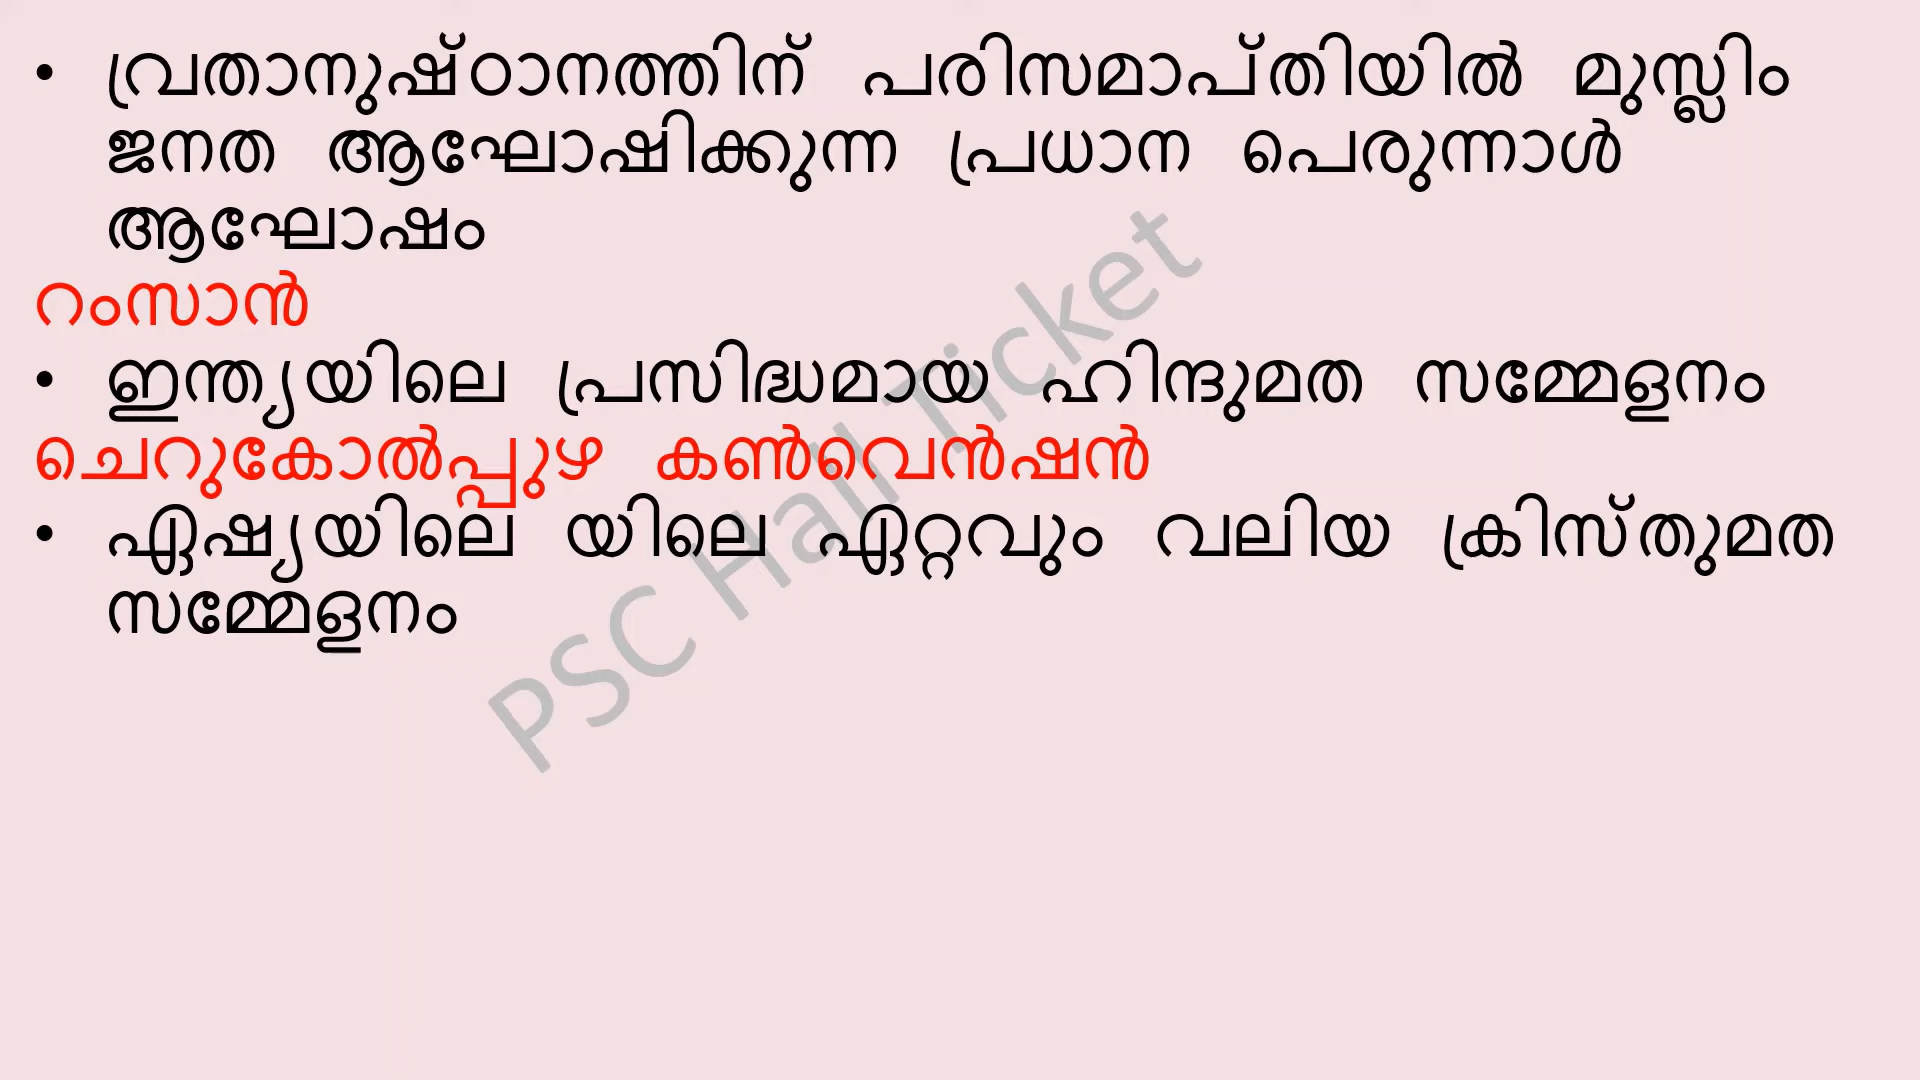 • വ്രതാനുഷ്ഠാനത്തിന് പരിസമാപ്തിയിൽ മുസ്ലിം
ജനത ആഘോഷിക്കുന്ന പ്രധാന പെരുന്നാൾ
ആഘോഷം
റംസാൻ
• ഇന്ത്യയിലെ പ്രസിദ്ധമായ ഹിന്ദുമത സമ്മേളനം
ചെറുകോൽപ്പുഴ കൺവെൻഷൻ
• ഏഷ്യയിലെ യിലെ ഏറ്റവും വലിയ ക്രിസ്തുമത
സമ്മേളനം
PSC Hall Ticket